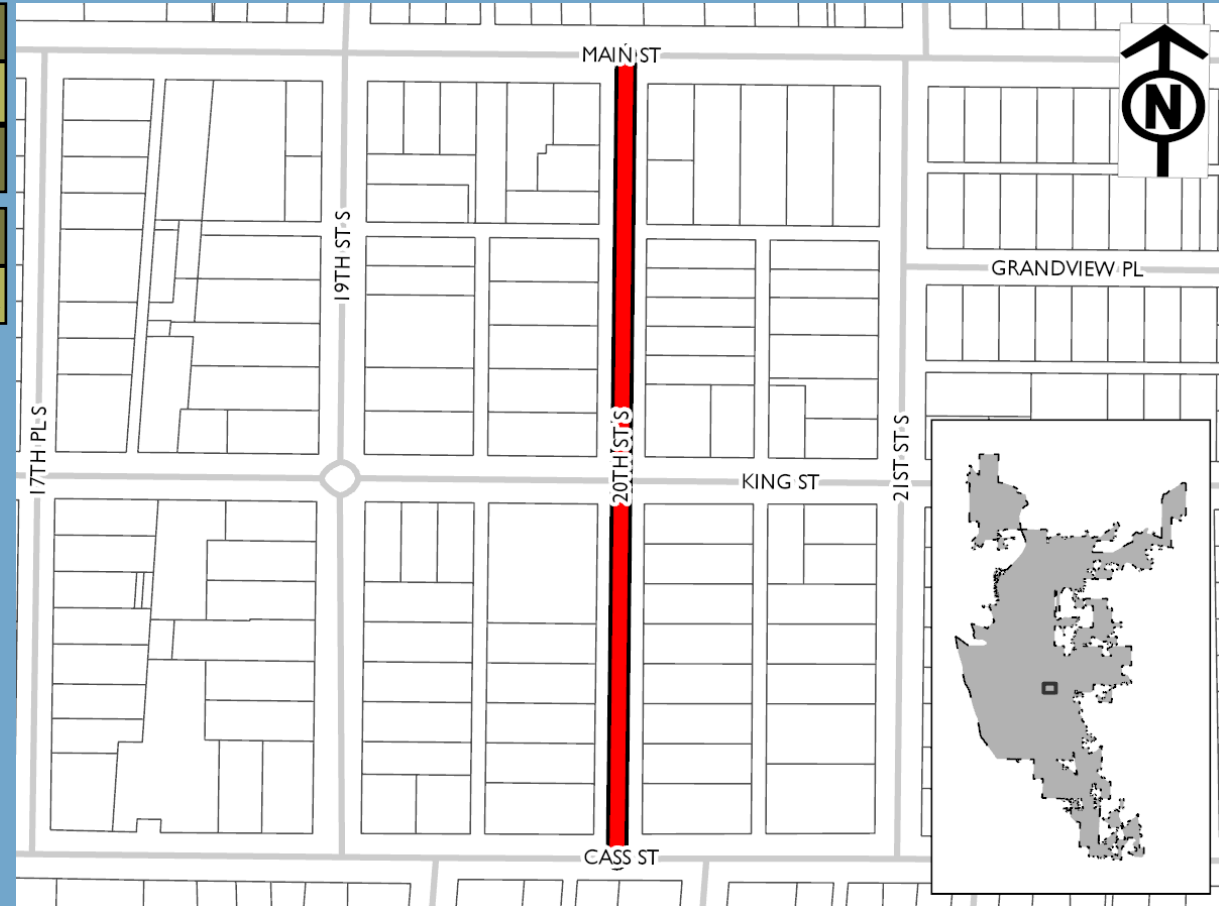 MAIN ST
N
19TH ST S
GRANDVIEW PL
17TH PL S
20TH ST S
21ST ST S
KING ST
CASS ST